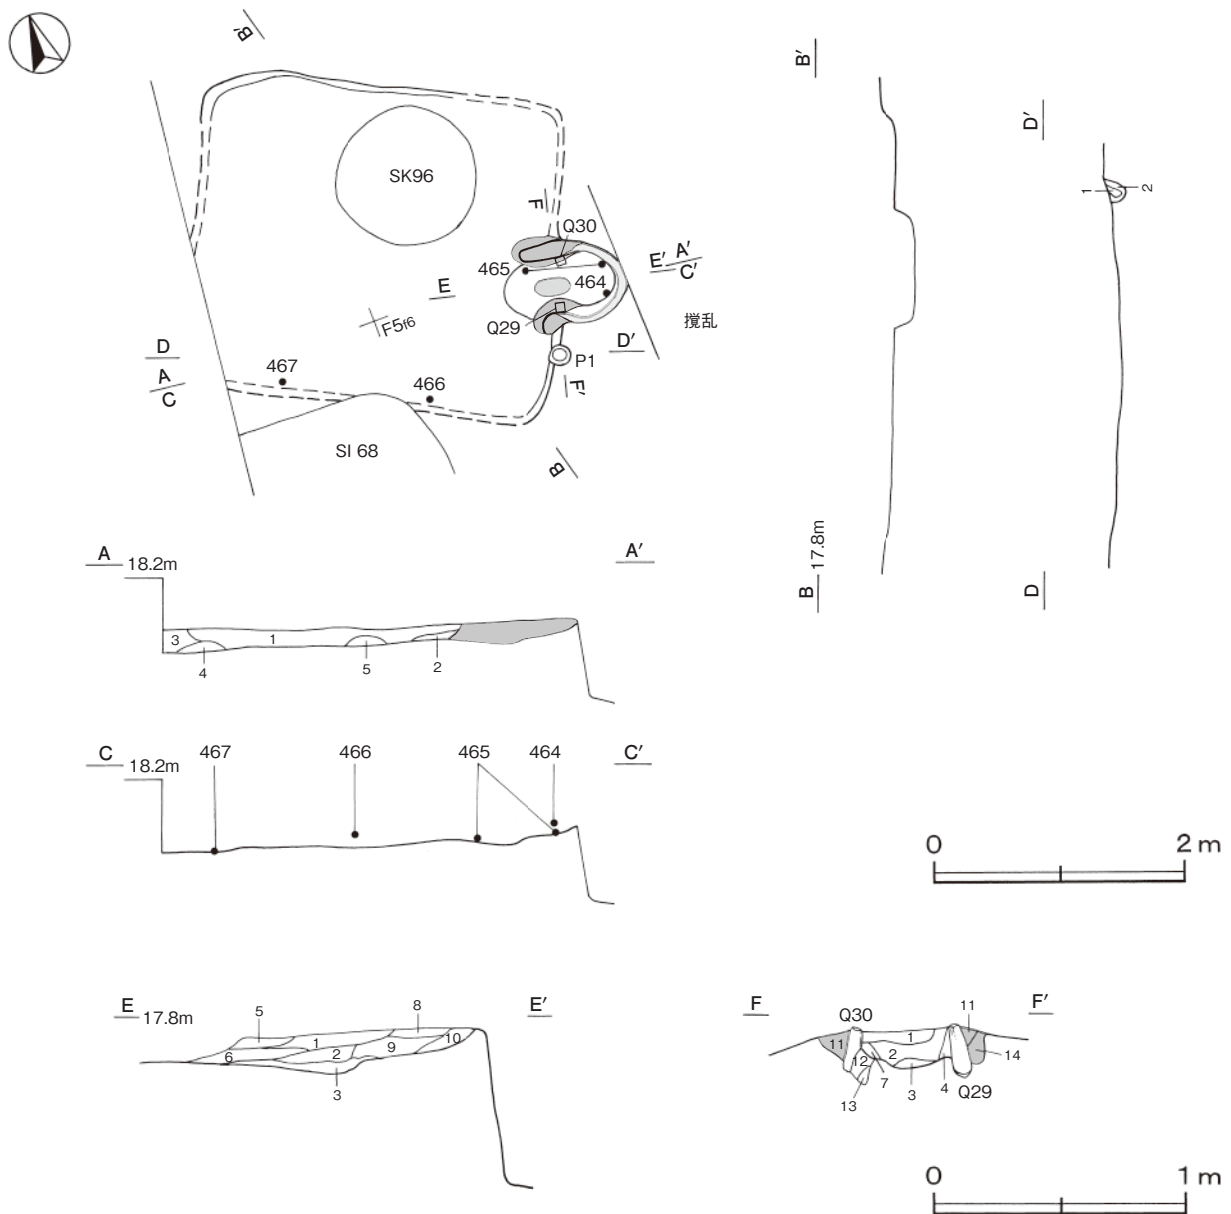 B′
SK96
F
Q30
465
464
E′ A′
C′
E
F5f6
Q29
撹乱
D′
P1
F′
D
A
C
467
466
SI 68
B
B′
D′
1
2
B 17.8m
D
A 18.2m
A′
3
1
4
5
2
C 18.2m
467
466
465
464
C′
0
2 m
E 17.8m
E′
5
8
1
10
6
2
9
3
F
F′
Q30
11
1
11
2
12
14
7
3
4
Q29
13
0
1 m